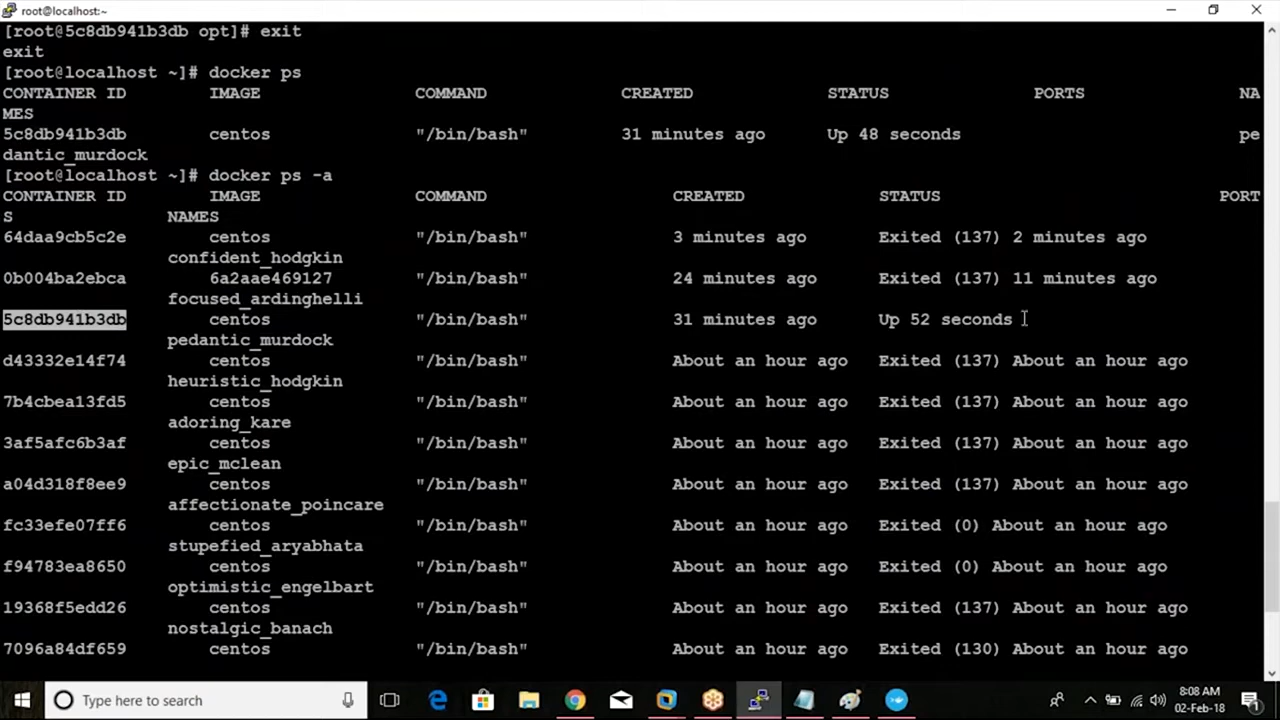 root@localhost:~
[root@5c8db941b3db opt]# exit
exit
[root@localhost ~]# docker ps
CONTAINER ID IMAGE COMMAND CREATED STATUS PORTS NA
MES
5c8db941b3db centos "/bin/bash" 31 minutes ago Up 48 seconds pe
dantic_murdock
[root@localhost ~]# docker ps -a
CONTAINER ID IMAGE COMMAND CREATED STATUS PORT
S NAMES
64daa9cb5c2e centos "/bin/bash" 3 minutes ago Exited (137) 2 minutes ago
confident_hodgkin
0b004ba2ebca 6a2aae469127 "/bin/bash" 24 minutes ago Exited (137) 11 minutes ago
focused_ardinghelli
5c8db941b3db centos "/bin/bash" 31 minutes ago Up 52 seconds
pedantic_murdock
d43332e14f74 centos "/bin/bash" About an hour ago Exited (137) About an hour ago
heuristic_hodgkin
7b4cbea13fd5 centos "/bin/bash" About an hour ago Exited (137) About an hour ago
adoring_kare
3af5afc6b3af centos "/bin/bash" About an hour ago Exited (137) About an hour ago
epic_mclean
a04d318f8ee9 centos "/bin/bash" About an hour ago Exited (137) About an hour ago
affectionate_poincare
fc33efe07ff6 centos "/bin/bash" About an hour ago Exited (0) About an hour ago
stupefied_aryabhata
f94783ea8650 centos "/bin/bash" About an hour ago Exited (0) About an hour ago
optimistic_engelbart
19368f5edd26 centos "/bin/bash" About an hour ago Exited (137) About an hour ago
nostalgic_banach
7096a84df659 centos "/bin/bash" About an hour ago Exited (130) About an hour ago
Type here to search
8:08 AM
02-Feb-18
1